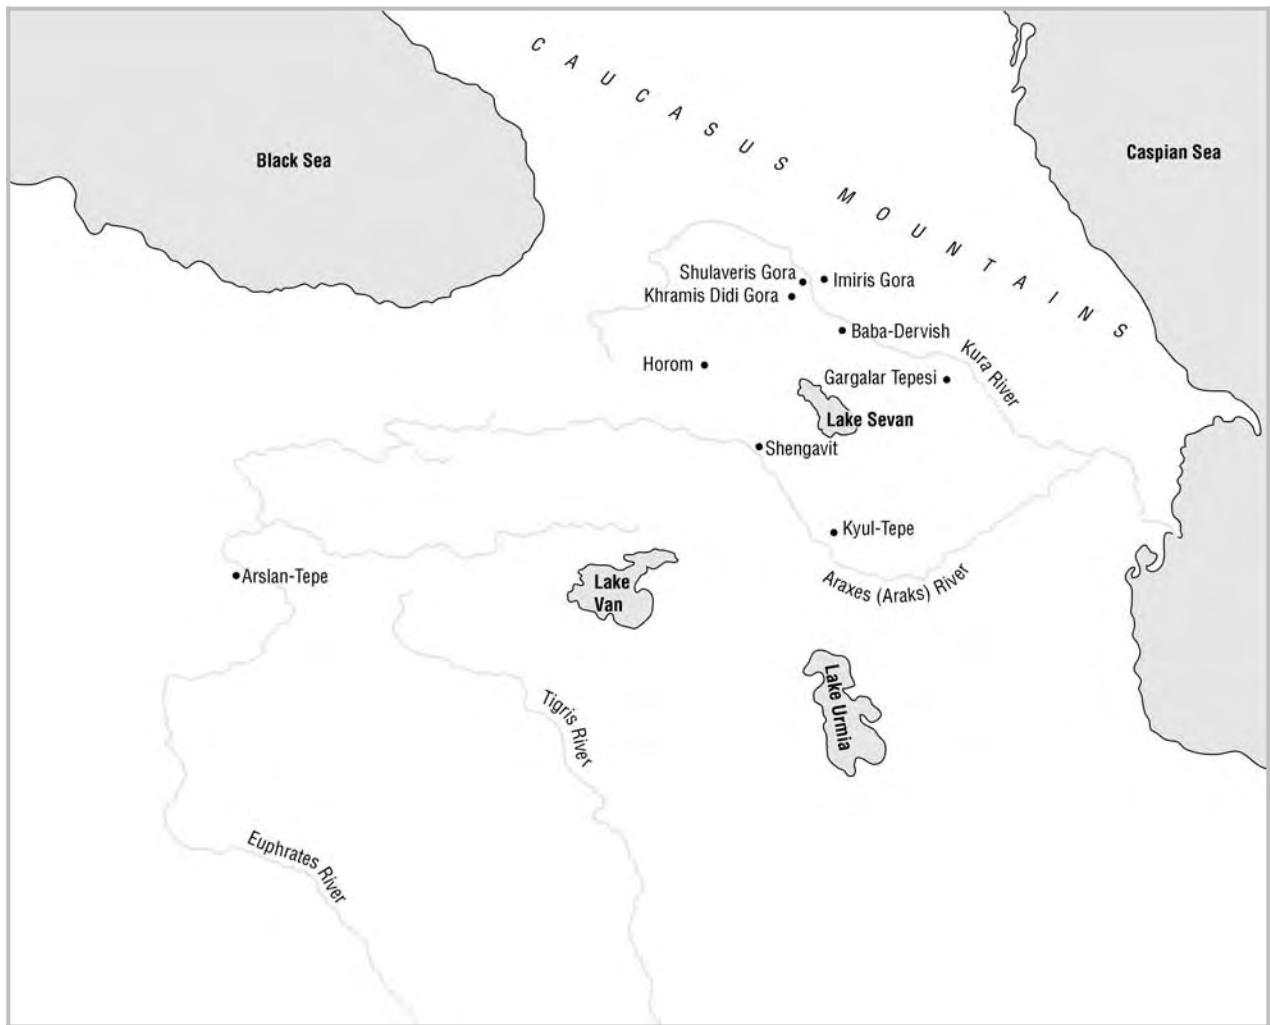 CAUCASUS MOUNTAINS
Black Sea
Caspian Sea
Shulaveris Gora
Imiris Gora
Khramis Didi Gora
Baba-Dervish
Kura River
Horom
Gargalar Tepesi
Lake Sevan
Shengavit
Kyul-Tepe
Arslan-Tepe
Lake
Van
Araxes (Araks) River
Lake Urmia
Tigris River
Euphrates River